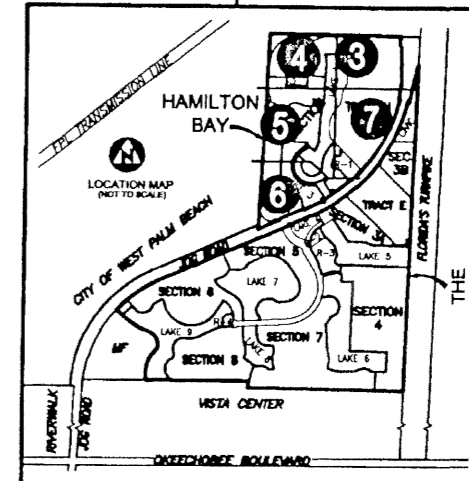 FPL TRANSMISSION LINE
4
3
HAMILTON
BAY
5
7
6
LOCATION MAP
(NOT TO SCALE)
CITY OF WEST PALM BEACH
JOG ROAD
SEC.
3B
TRACT E
SECTION 3A
FLORIDA'S TURNPIKE
THE
R-1
R-3
LAKE 5
SECTION 5
LAKE 7
SECTION 6
LAKE 9
SECTION 7
SECTION
4
SECTION 8
LAKE 6
MF
VISTA CENTER
RIVERWALK
JOG ROAD
OKEECHOBEE BOULEVARD